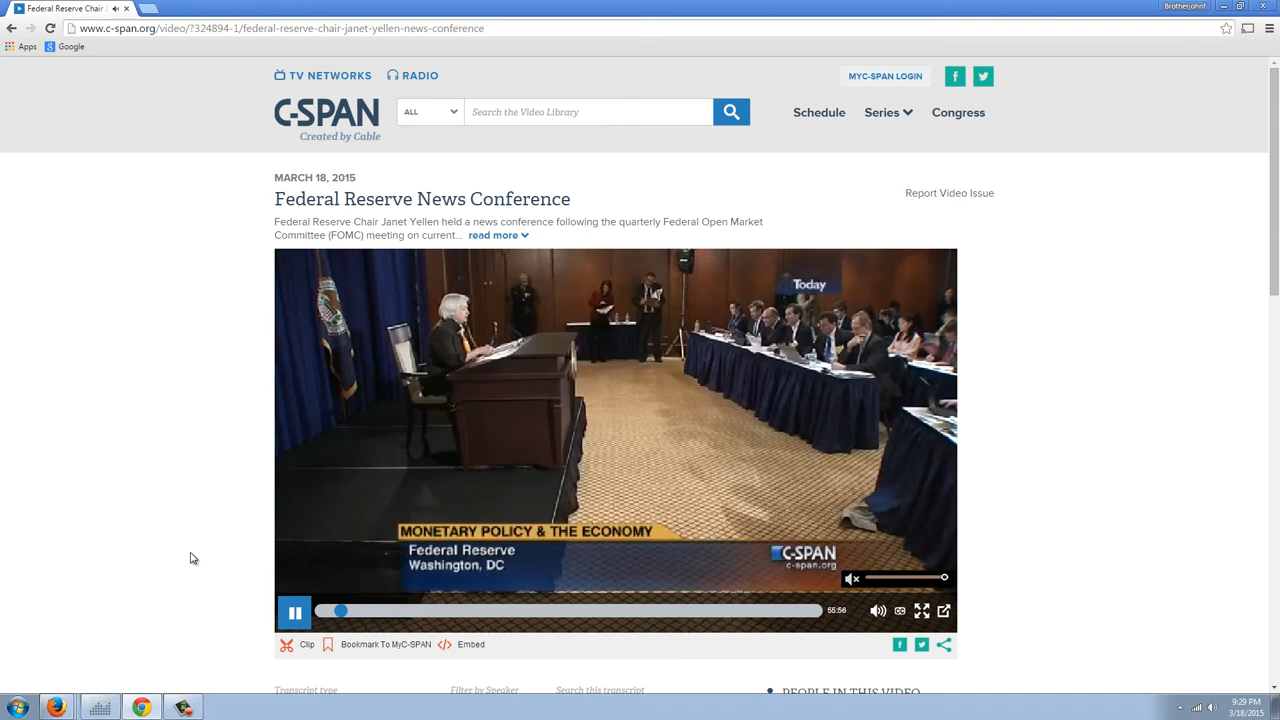 Federal Reserve Chair J
Brotherjohnf
www.c-span.org/video/?324894-1/federal-reserve-chair-janet-yellen-news-conference
Apps Google
TV NETWORKS RADIO
MYC-SPAN LOGIN
C-SPAN
Created by Cable
ALL
Search the Video Library
Schedule Series Congress
MARCH 18, 2015
Federal Reserve News Conference
Report Video Issue
Federal Reserve Chair Janet Yellen held a news conference following the quarterly Federal Open Market
Committee (FOMC) meeting on current... read more
Today
MONETARY POLICY & THE ECONOMY
Federal Reserve
Washington, DC
C-SPAN
c-span.org
55:56
CC
Clip Bookmark To MyC-SPAN Embed
Transcript type Filter by Speaker Search this transcript
PEOPLE IN THIS VIDEO
9:29 PM
3/18/2015